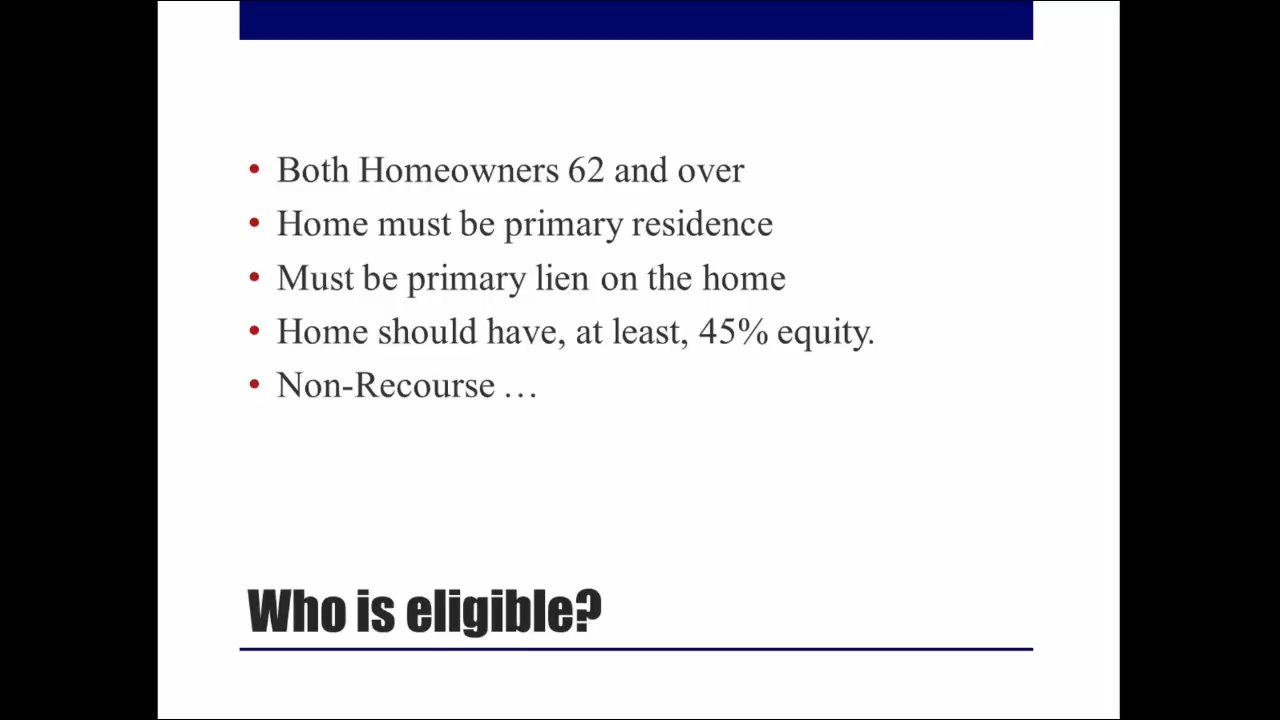 • Both Homeowners 62 and over
• Home must be primary residence
• Must be primary lien on the home
• Home should have, at least, 45% equity.
• Non-Recourse …
Who is eligible?